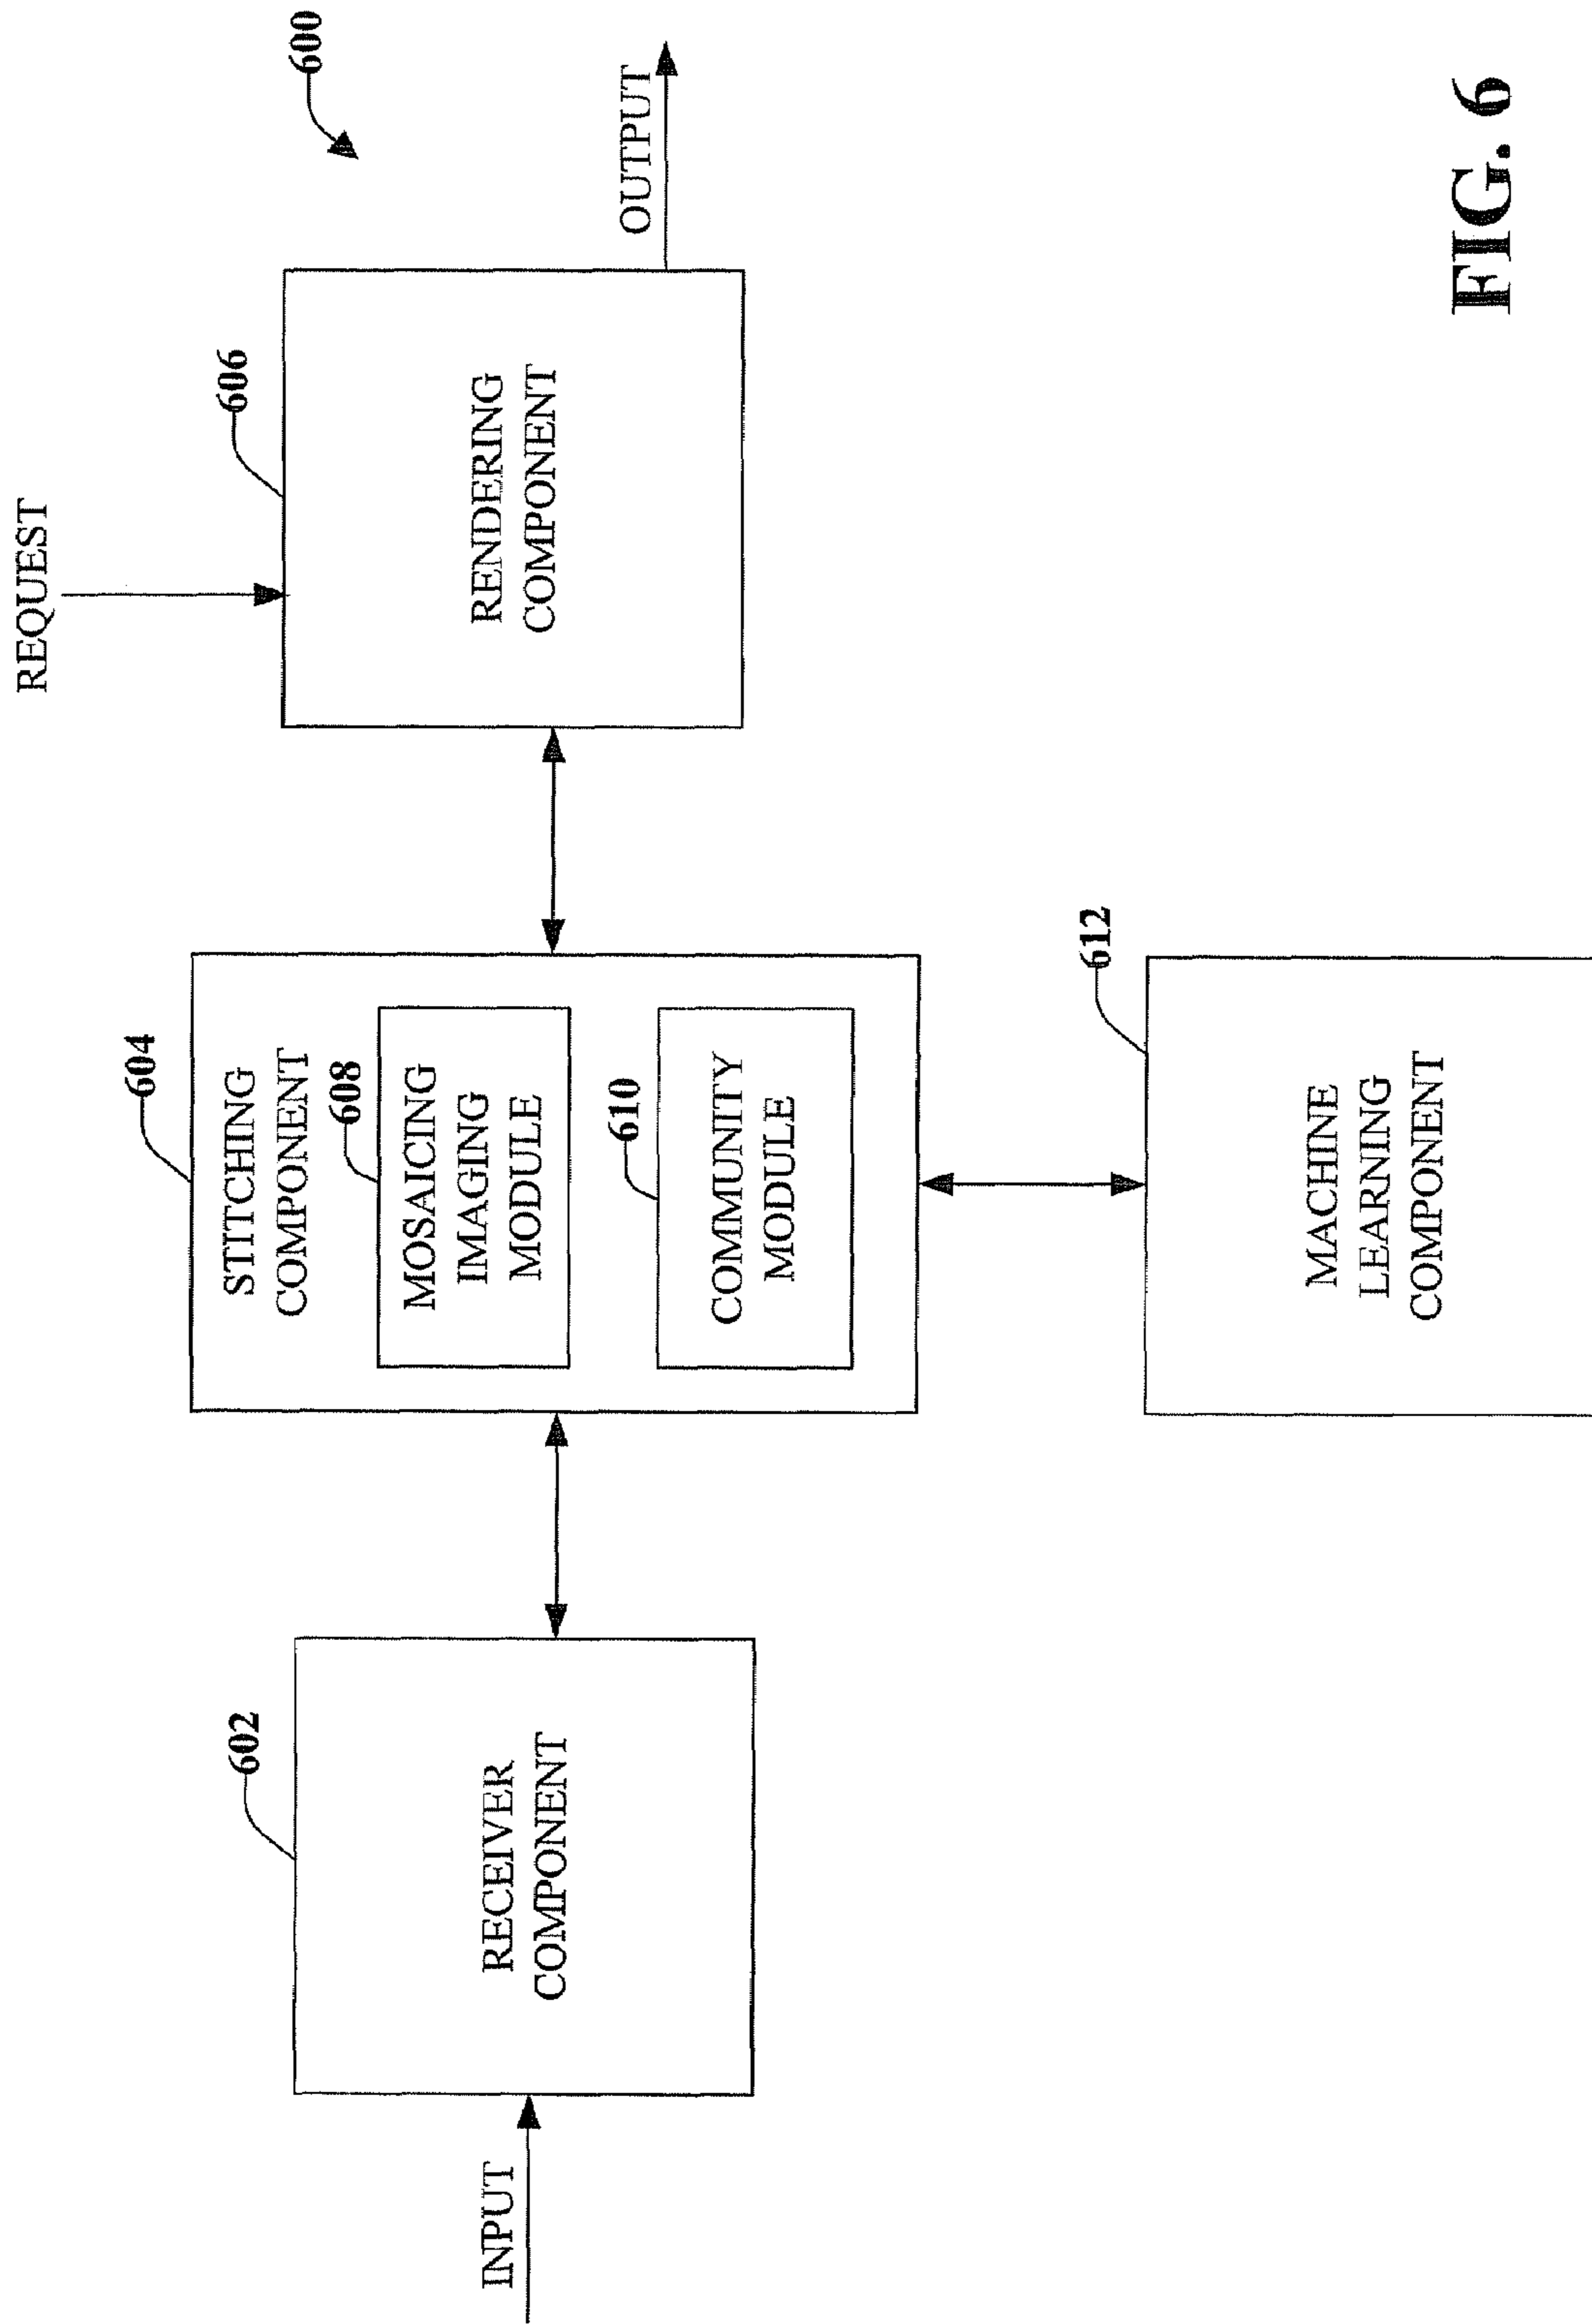 REQUEST
600
606
RENDERING
COMPONENT
OUTPUT
604
STITCHING
COMPONENT
608
MOSAICING
IMAGING
MODULE
610
COMMUNITY
MODULE
602
RECEIVER
COMPONENT
INPUT
612
MACHINE
LEARNING
COMPONENT
FIG. 6